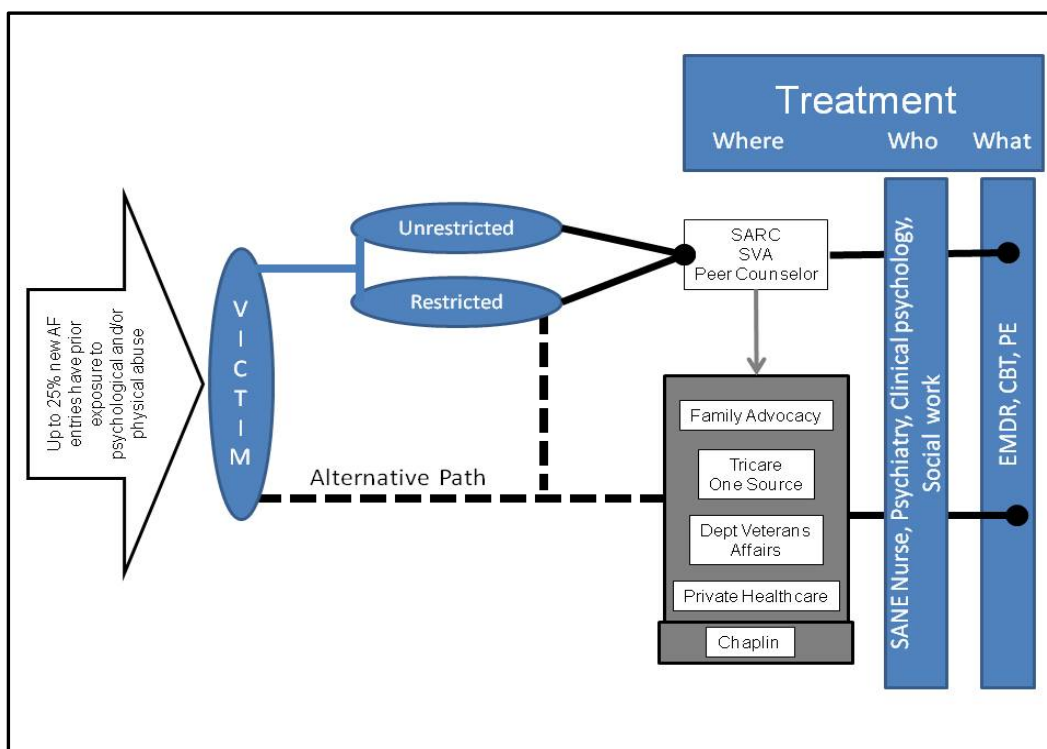 Treatment
Where
Who
What
Up to 25% new AF
entries have prior
exposure to
psychological and/or
physical abuse
VICTIM
Unrestricted
Restricted
SARC
SVA
Peer Counselor
Alternative Path
Family Advocacy
Tricare
One Source
Dept Veterans
Affairs
Private Healthcare
Chaplin
SANE Nurse, Psychiatry, Clinical psychology,
Social work
EMDR, CBT, PE